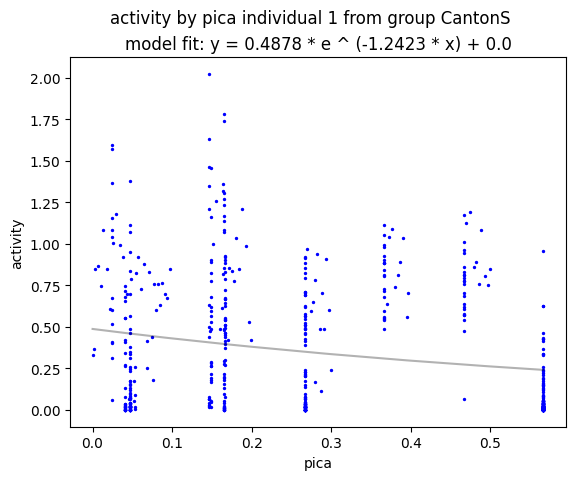 activity by pica individual 1 from group CantonS
model fit: y = 0.4878 * e ^ (-1.2423 * x) + 0.0
2.00
1.75
1.50
1.25
1.00
0.75
0.50
0.25
0.00
activity
0.0 0.1 0.2 0.3 0.4 0.5
pica